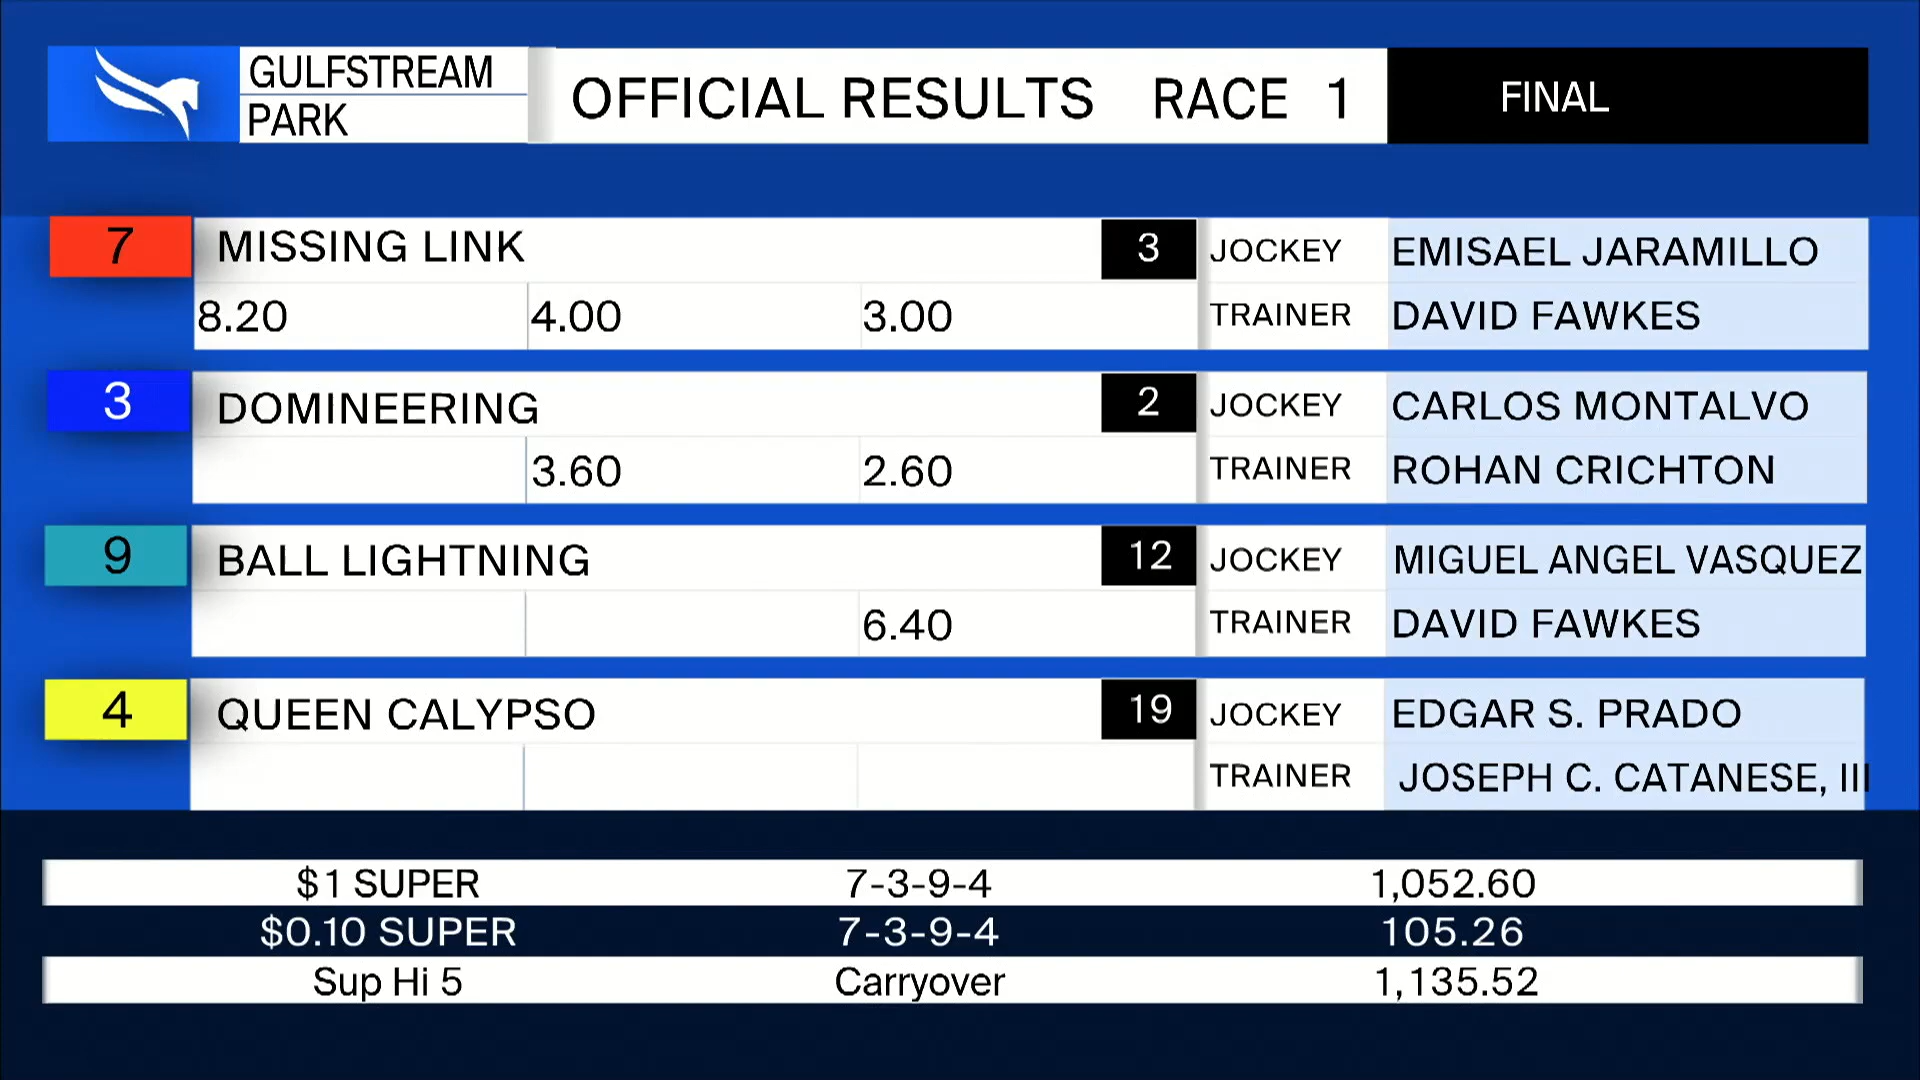 GULFSTREAM
PARK
OFFICIAL RESULTS RACE 1
FINAL
7 MISSING LINK 3 JOCKEY EMISAEL JARAMILLO
8.20 4.00 3.00 TRAINER DAVID FAWKES
3 DOMINEERING 2 JOCKEY CARLOS MONTALVO
3.60 2.60 TRAINER ROHAN CRICHTON
9 BALL LIGHTNING 12 JOCKEY MIGUEL ANGEL VASQUEZ
6.40 TRAINER DAVID FAWKES
4 QUEEN CALYPSO 19 JOCKEY EDGAR S. PRADO
TRAINER JOSEPH C. CATANESE, III
$1 SUPER 7-3-9-4 1,052.60
$0.10 SUPER 7-3-9-4 105.26
Sup Hi 5 Carryover 1,135.52